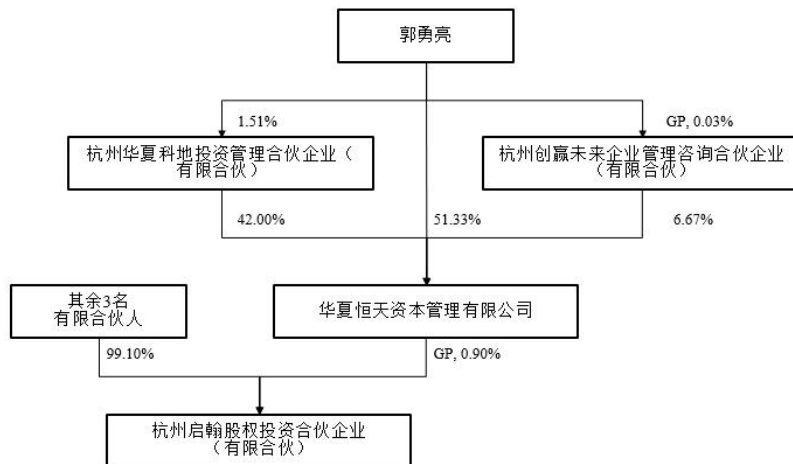 郭勇亮
1.51%
GP, 0.03%
杭州华夏科地投资管理合伙企业（
有限合伙）
杭州创赢未来企业管理咨询合伙企业
（有限合伙）
42.00%
51.33%
6.67%
其余3名
有限合伙人
华夏恒天资本管理有限公司
99.10%
GP, 0.90%
杭州启翰股权投资合伙企业
（有限合伙）